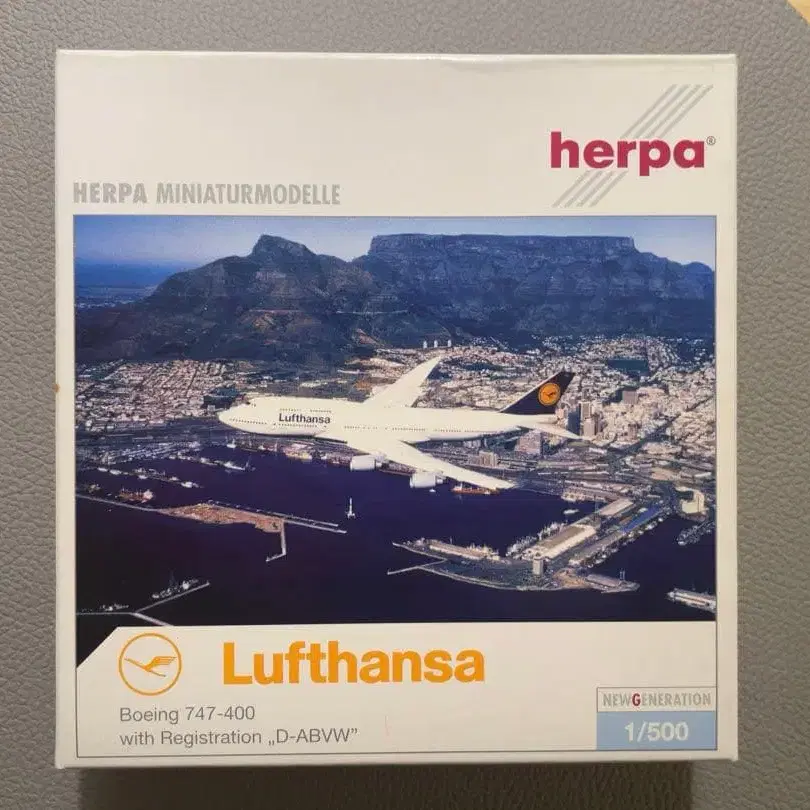 herpa®
HERPA MINIATURMODELLE
Lufthansa
Lufthansa
Boeing 747-400
with Registration „D-ABVW”
NEWGENERATION
1/500